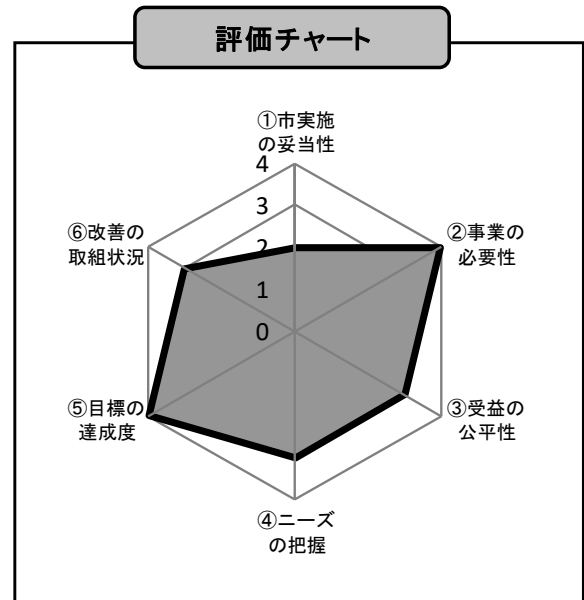 評価チャート
①市実施
の妥当性
4
3
2
1
0
②事業の
必要性
③受益の
公平性
④ニーズ
の把握
⑤目標の
達成度
⑥改善の
取組状況